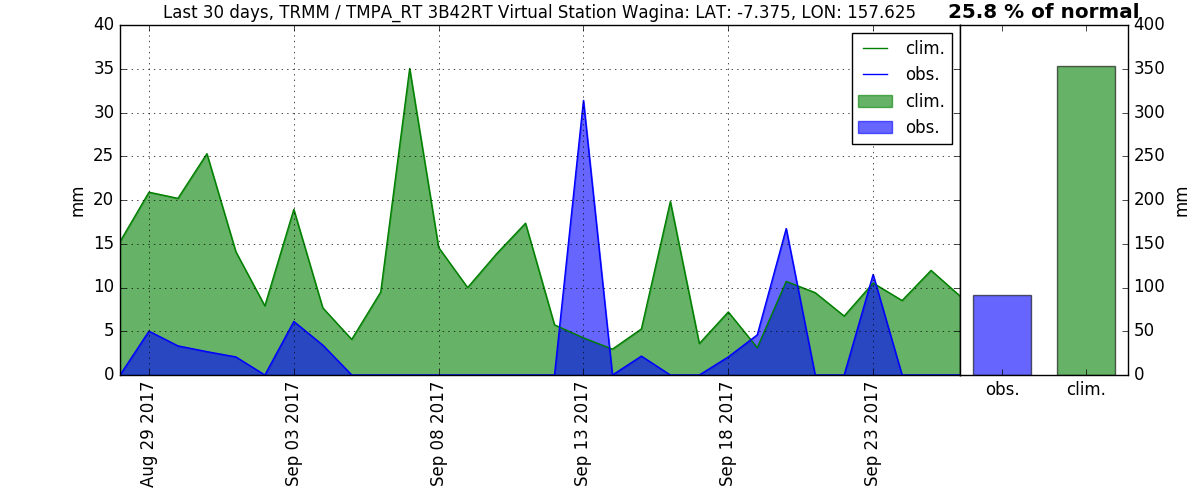 Last 30 days, TRMM / TMPA_RT 3B42RT Virtual Station Wagina: LAT: -7.375, LON: 157.625
25.8 % of normal
mm
40
35
30
25
20
15
10
5
0
clim.
obs.
clim.
obs.
Aug 29 2017
Sep 03 2017
Sep 08 2017
Sep 13 2017
Sep 18 2017
Sep 23 2017
obs.
clim.
400
350
300
250
200
150
100
50
0
mm